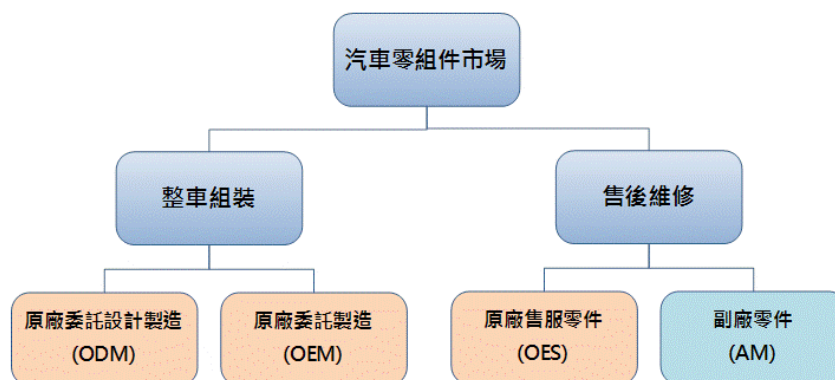 汽車零組件市場
整車組裝
售後維修
原廠委託設計製造
(ODM)
原廠委託製造
(OEM)
原廠售服零件
(OES)
副廠零件
(AM)